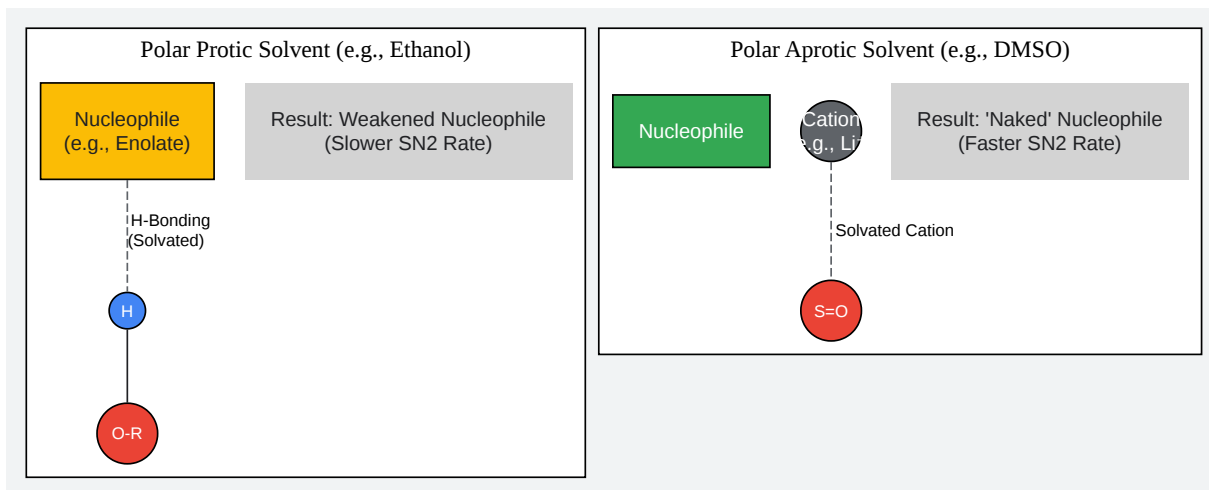 Polar Protic Solvent (e.g., Ethanol)
Nucleophile
(e.g., Enolate)
Result: Weakened Nucleophile
(Slower SN2 Rate)
H-Bonding
(Solvated)
H
O-R
Polar Aprotic Solvent (e.g., DMSO)
Nucleophile
Cation
e.g., Li
Result: 'Naked' Nucleophile
(Faster SN2 Rate)
Solvated Cation
S=O